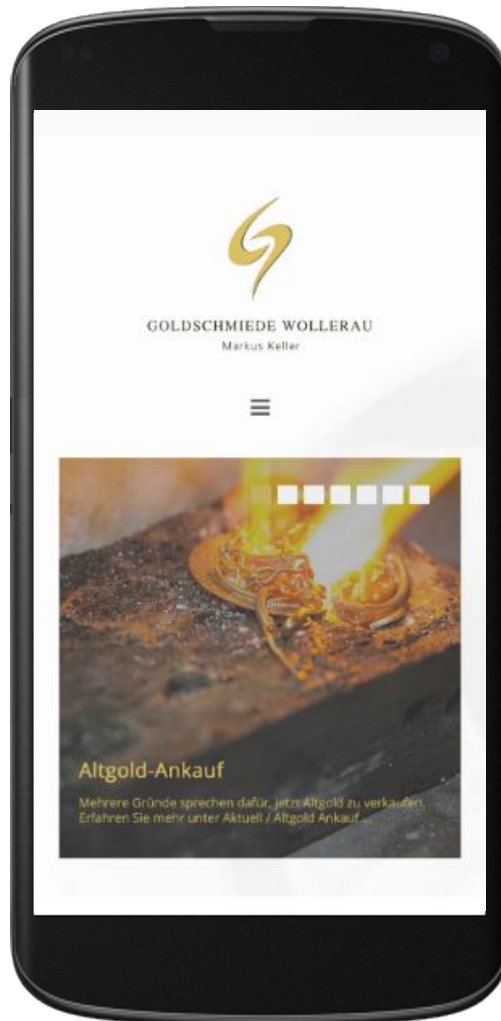 GOLDSCHMIEDE WOLLERAU
Markus Keller
Altgold-Ankauf
Mehrere Gründe sprechen dafür, jetzt Altgold zu verkaufen.
Erfahren Sie mehr unter Aktuell / Altgold Ankauf ...